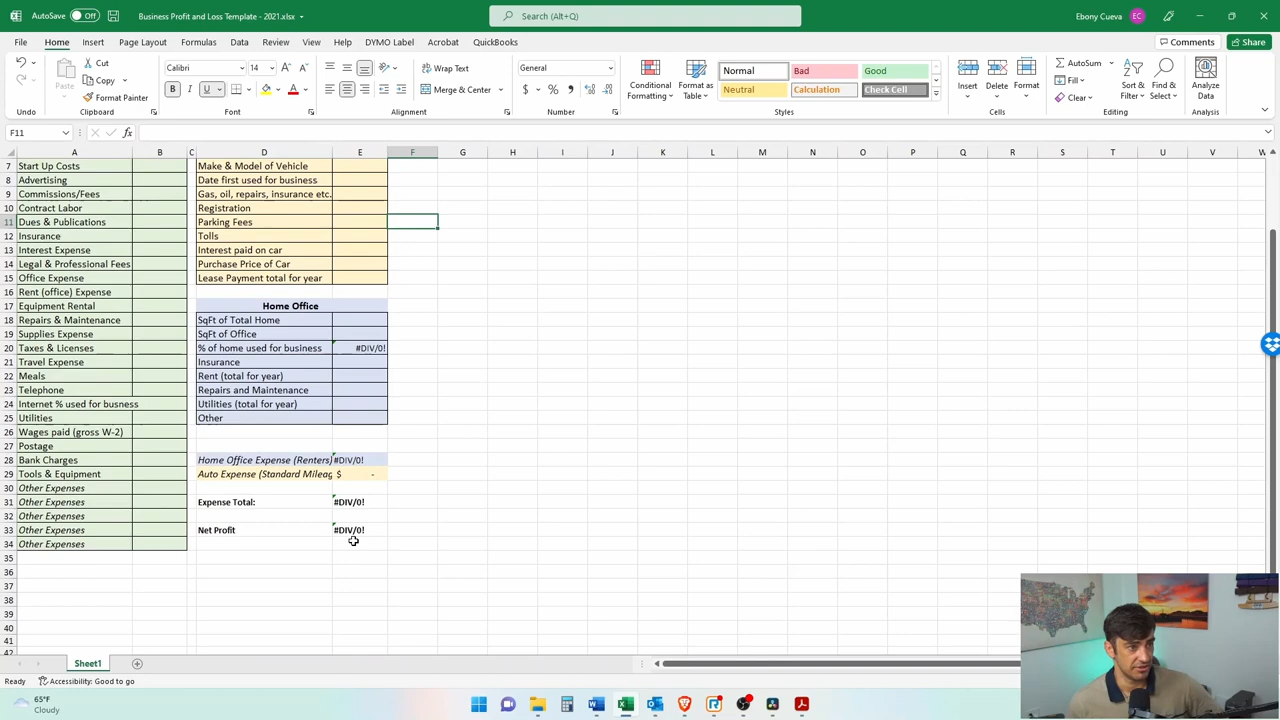 AutoSave Off Business Profit and Loss Template - 2021.xlsx Search (Alt+Q) Ebony Cueva EC
File Home Insert Page Layout Formulas Data Review View Help DYMO Label Acrobat QuickBooks Comments Share
Paste Cut Copy Format Painter
Calibri 14 General
Wrap Text
Merge & Center
Conditional Formatting Format as Table
Normal Bad Good
Neutral Calculation Check Cell
Insert Delete Format
AutoSum Fill Clear
Sort & Filter Find & Select Analyze Data
Undo Clipboard Font Alignment Number Styles Cells Editing Analysis
F11 fx
A B C D E F G H I J K L M N O P Q R S T U V W
7 Start Up Costs Make & Model of Vehicle
8 Advertising Date first used for business
9 Commissions/Fees Gas, oil, repairs, insurance etc.
10 Contract Labor Registration
11 Dues & Publications Parking Fees
12 Insurance Tolls
13 Interest Expense Interest paid on car
14 Legal & Professional Fees Purchase Price of Car
15 Office Expense Lease Payment total for year
16 Rent (office) Expense
17 Equipment Rental Home Office
18 Repairs & Maintenance SqFt of Total Home
19 Supplies Expense SqFt of Office
20 Taxes & Licenses % of home used for business #DIV/0!
21 Travel Expense Insurance
22 Meals Rent (total for year)
23 Telephone Repairs and Maintenance
24 Internet % used for busness Utilities (total for year)
25 Utilities Other
26 Wages paid (gross W-2)
27 Postage
28 Bank Charges Home Office Expense (Renters) #DIV/0!
29 Tools & Equipment Auto Expense (Standard Mileag $ -
30 Other Expenses
31 Other Expenses Expense Total: #DIV/0!
32 Other Expenses
33 Other Expenses Net Profit #DIV/0!
34 Other Expenses
35
36
37
38
39
40
41
42
Sheet1
Ready Accessibility: Good to go
65°F
Cloudy